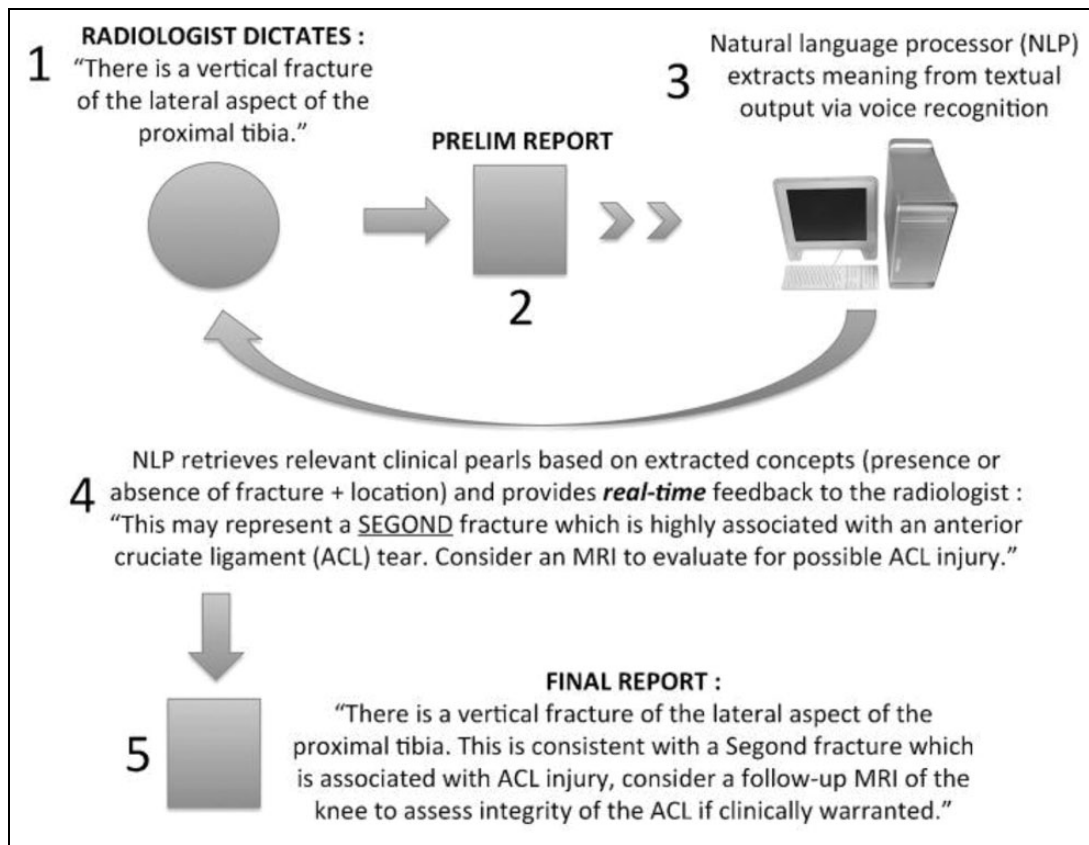 1
RADIOLOGIST DICTATES :
“There is a vertical fracture
of the lateral aspect of the
proximal tibia.”
PRELIM REPORT
2
3
Natural language processor (NLP)
extracts meaning from textual
output via voice recognition
4
NLP retrieves relevant clinical pearls based on extracted concepts (presence or
absence of fracture + location) and provides real-time feedback to the radiologist :
“This may represent a SEGOND fracture which is highly associated with an anterior
cruciate ligament (ACL) tear. Consider an MRI to evaluate for possible ACL injury.”
5
FINAL REPORT :
“There is a vertical fracture of the lateral aspect of the
proximal tibia. This is consistent with a Segond fracture which
is associated with ACL injury, consider a follow-up MRI of the
knee to assess integrity of the ACL if clinically warranted.”